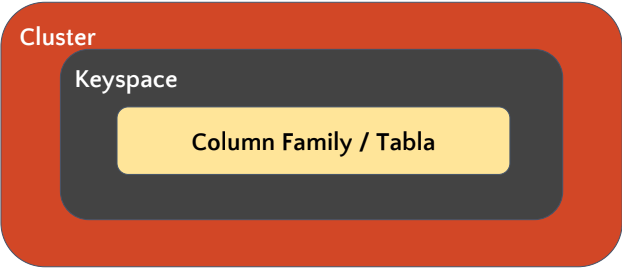 Cluster
Keyspace
Column Family / Tabla